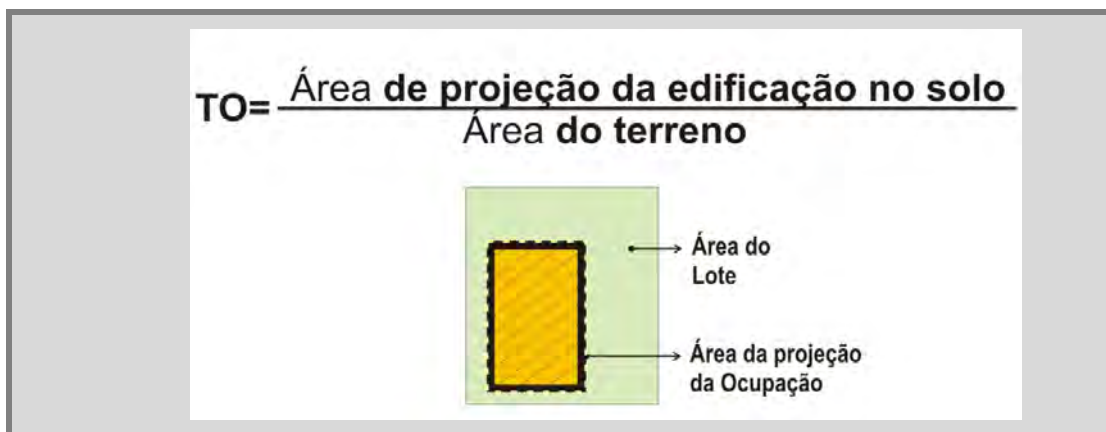 TO= Área de projeção da edificação no solo
Área do terreno
Área do
Lote
Área da projeção
da Ocupação